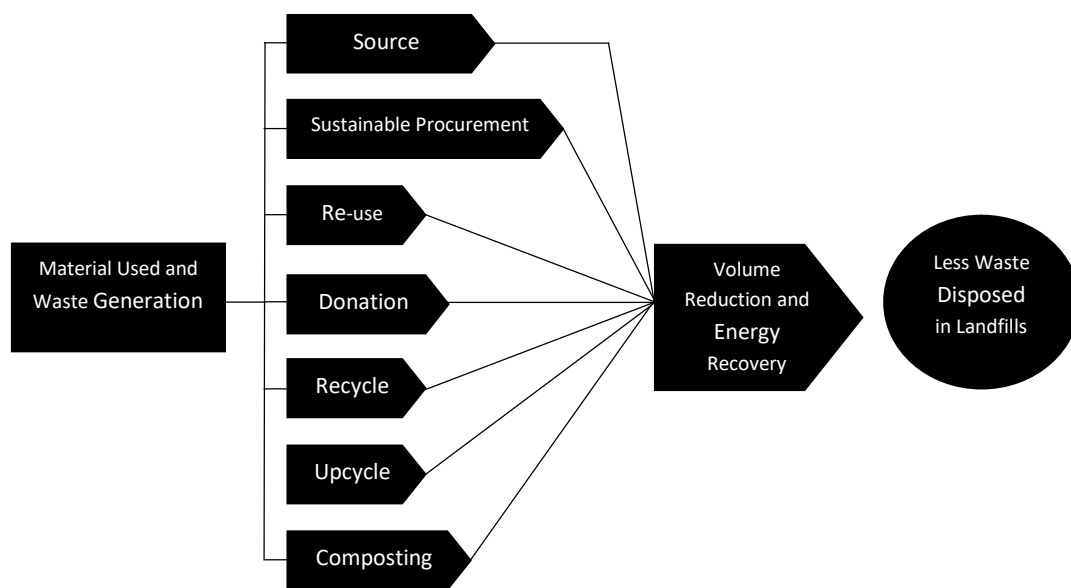 Source
Sustainable Procurement
Re-use
Material Used and
Waste Generation
Donation
Recycle
Upcycle
Composting
Volume
Reduction and
Energy
Recovery
Less Waste
Disposed
in Landfills